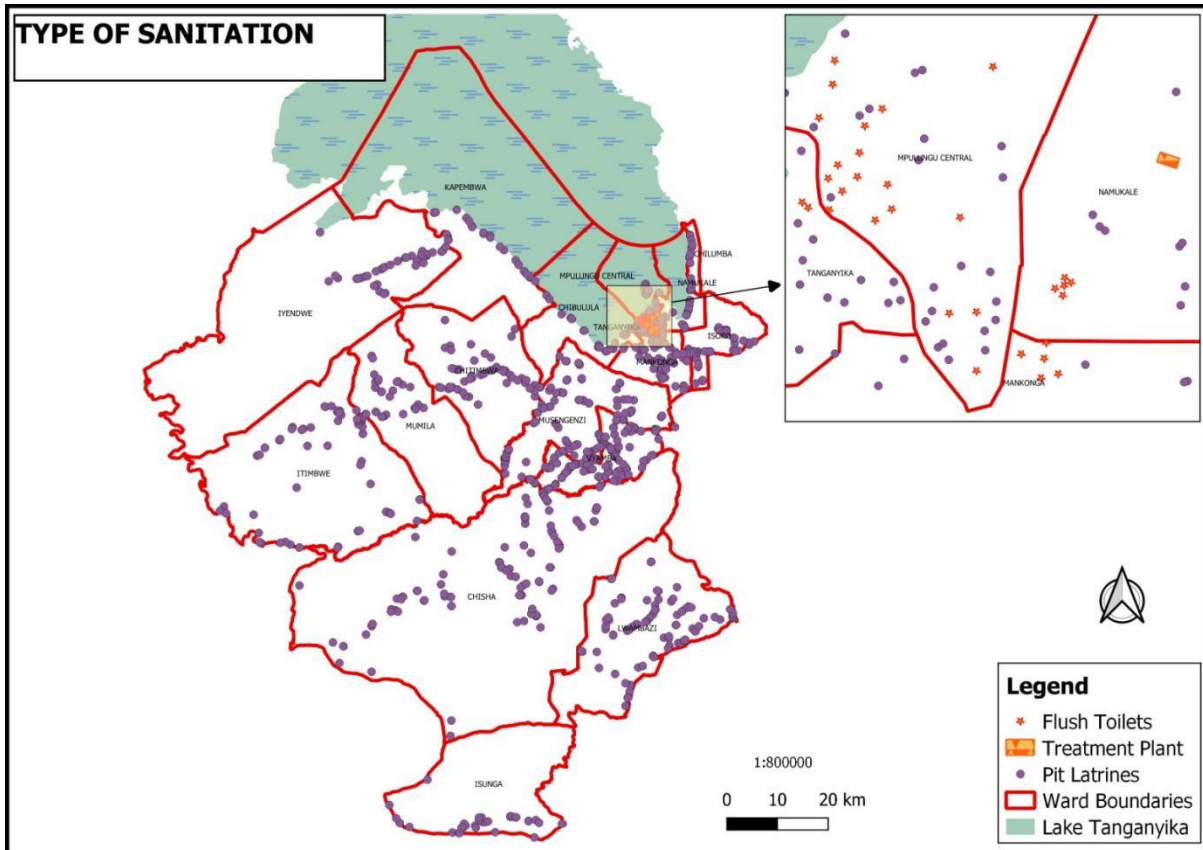 TYPE OF SANITATION
KAPEMBWA
CHILUMBA
MPULUNGU CENTRAL
NAMUKALE
IYENDWE
CHIBULULA
TANGANYIKA
ISOKO
MANKONGA
CHITIMBWA
MUMILA
MUSENGENZI
VYAMBA
ITIMBWE
CHISHA
LWAMBAZI
ISUNGA
MPULUNGU CENTRAL
NAMUKALE
TANGANYIKA
MANKONGA
Legend
Flush Toilets
Treatment Plant
Pit Latrines
Ward Boundaries
Lake Tanganyika
1:800000
0 10 20 km